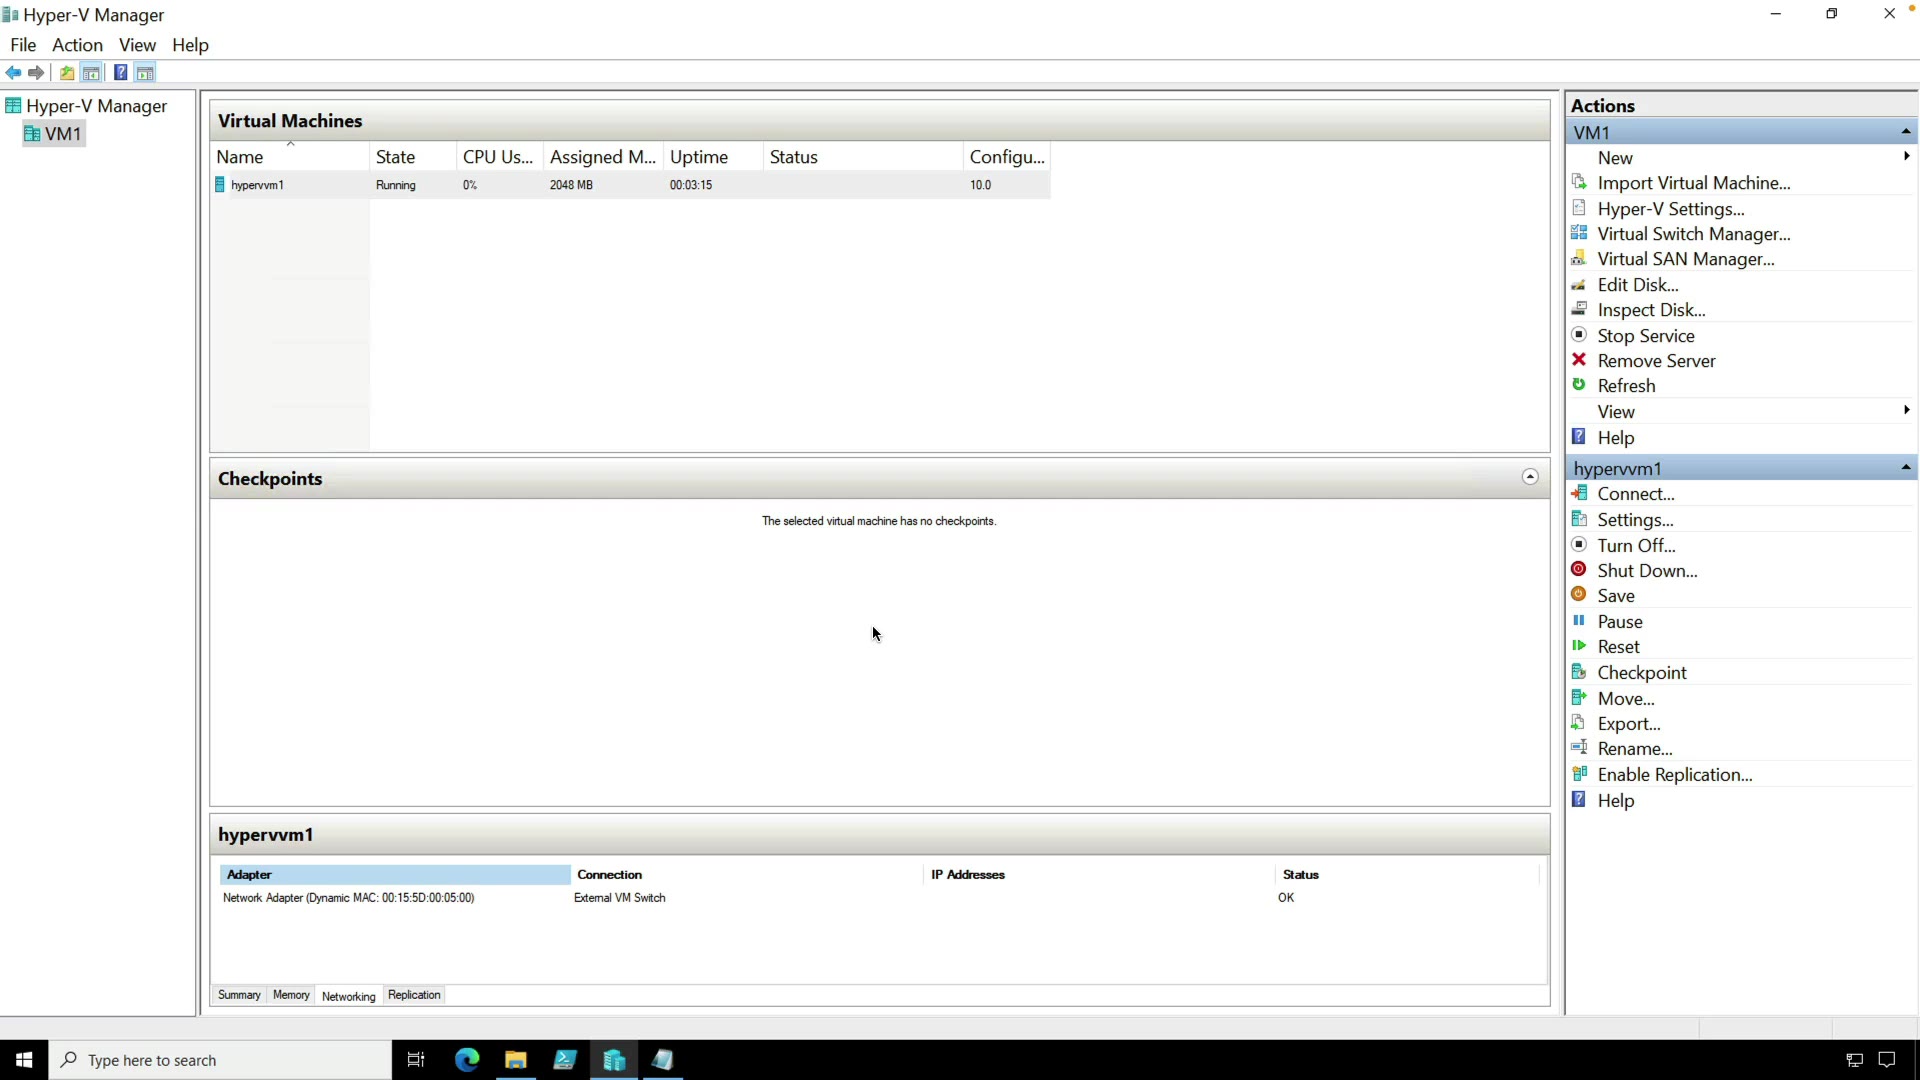 Hyper-V Manager
File Action View Help
Hyper-V Manager
VM1
Virtual Machines
Name State CPU Us... Assigned M... Uptime Status Configu...
hypervvm1 Running 0% 2048 MB 00:03:15 10.0
Checkpoints
The selected virtual machine has no checkpoints.
hypervvm1
Adapter Connection IP Addresses Status
Network Adapter (Dynamic MAC: 00:15:5D:00:05:00) External VM Switch OK
Summary Memory Networking Replication
Actions
VM1
New
Import Virtual Machine...
Hyper-V Settings...
Virtual Switch Manager...
Virtual SAN Manager...
Edit Disk...
Inspect Disk...
Stop Service
Remove Server
Refresh
View
Help
hypervvm1
Connect...
Settings...
Turn Off...
Shut Down...
Save
Pause
Reset
Checkpoint
Move...
Export...
Rename...
Enable Replication...
Help
Type here to search